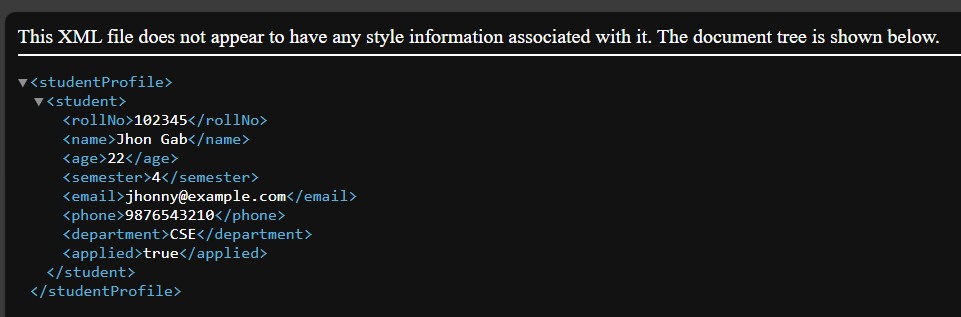 This XML file does not appear to have any style information associated with it. The document tree is shown below.
▼<studentProfile>
▼<student>
<rollNo>102345</rollNo>
<name>Jhon Gab</name>
<age>22</age>
<semester>4</semester>
<email>jhonny@example.com</email>
<phone>9876543210</phone>
<department>CSE</department>
<applied>true</applied>
</student>
</studentProfile>